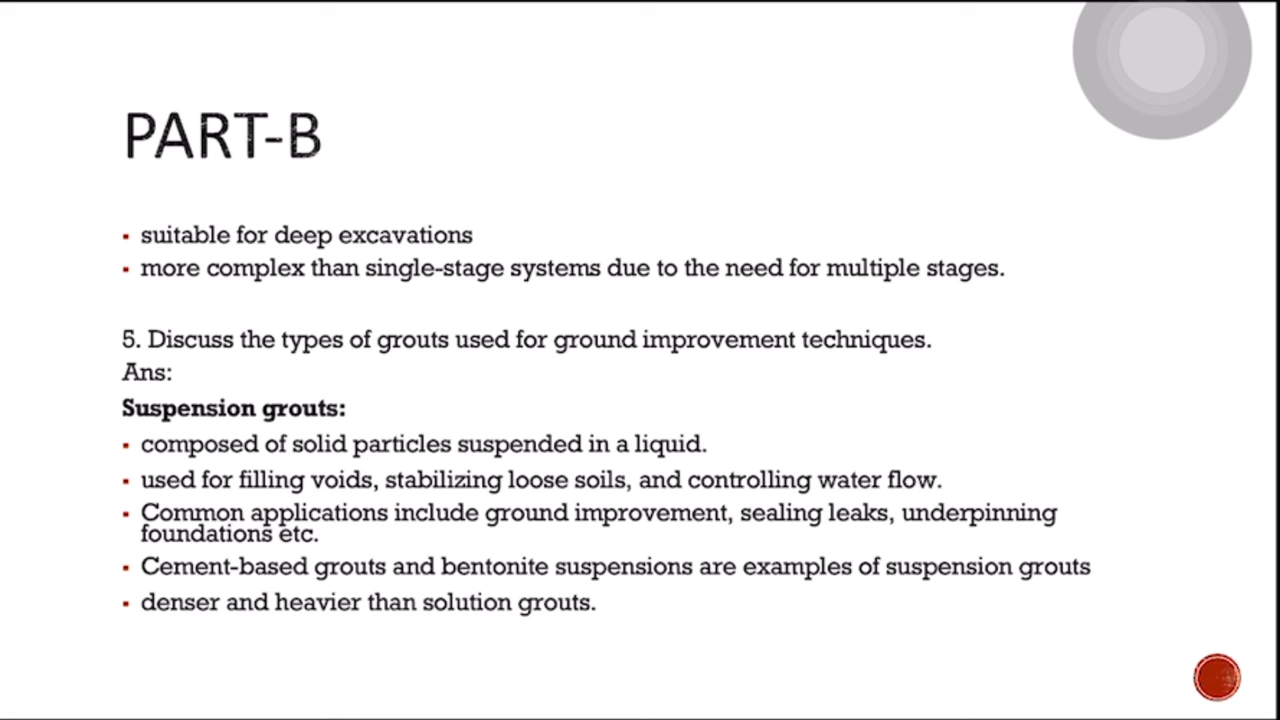 PART-B
▪ suitable for deep excavations
▪ more complex than single-stage systems due to the need for multiple stages.
5. Discuss the types of grouts used for ground improvement techniques.
Ans:
Suspension grouts:
▪ composed of solid particles suspended in a liquid.
▪ used for filling voids, stabilizing loose soils, and controlling water flow.
▪ Common applications include ground improvement, sealing leaks, underpinning
foundations etc.
▪ Cement-based grouts and bentonite suspensions are examples of suspension grouts
▪ denser and heavier than solution grouts.